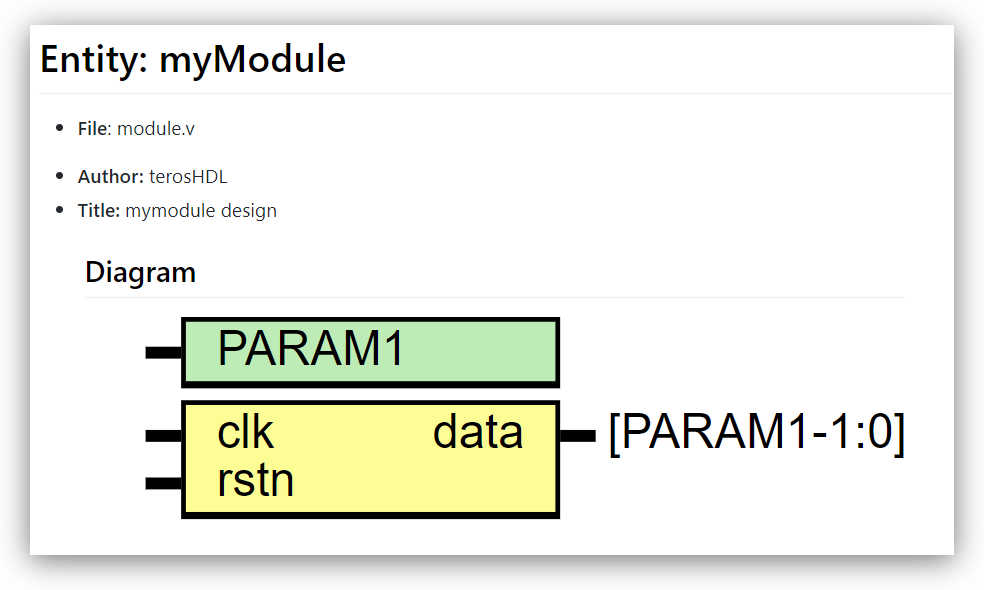 Entity: myModule
File: module.v
Author: terosHDL
Title: mymodule design
Diagram
PARAM1
clk data [PARAM1-1:0]
rstn